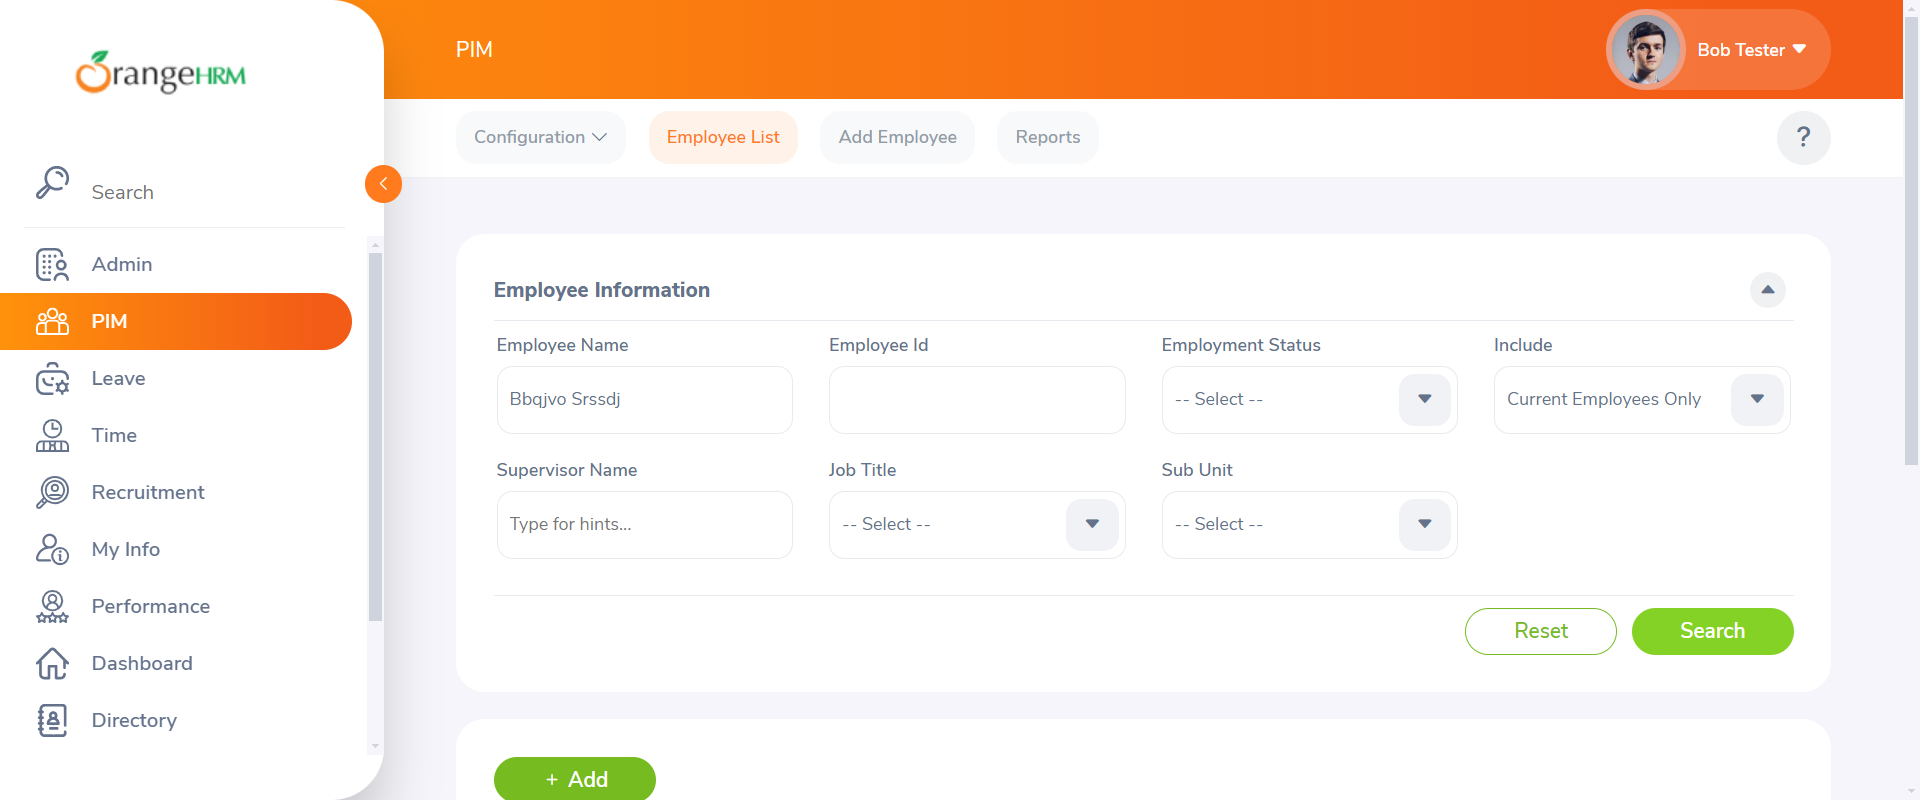 OrangeHRM
PIM
Bob Tester
Configuration
Employee List
Add Employee
Reports
?
Search
Admin
PIM
Leave
Time
Recruitment
My Info
Performance
Dashboard
Directory
Employee Information
Employee Name
Employee Id
Employment Status
Include
Bbqjvo Srssdj
-- Select --
Current Employees Only
Supervisor Name
Job Title
Sub Unit
Type for hints...
-- Select --
-- Select --
Reset
Search
+ Add